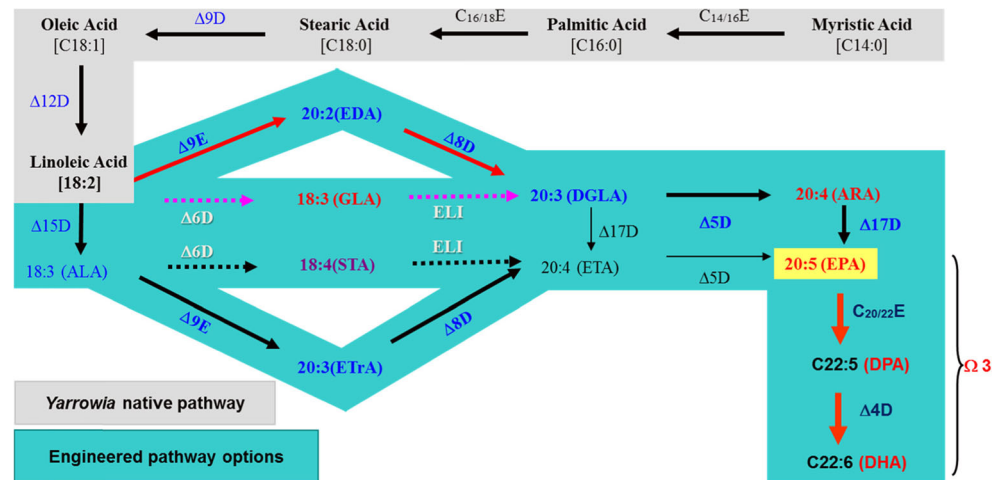 Oleic Acid
[C18:1]
Δ9D
Stearic Acid
[C18:0]
C16/18E
Palmitic Acid
[C16:0]
C14/16E
Myristic Acid
[C14:0]
Δ12D
Linoleic Acid
[18:2]
Δ9E
20:2(EDA)
Δ8D
Δ15D
Δ6D
18:3 (GLA)
ELI
20:3 (DGLA)
Δ5D
20:4 (ARA)
Δ17D
Δ17D
18:3 (ALA)
Δ6D
18:4(STA)
ELI
20:4 (ETA)
Δ5D
20:5 (EPA)
Δ9E
20:3(ETrA)
Δ8D
C20/22E
C22:5 (DPA)
Δ4D
C22:6 (DHA)
Ω 3
Yarrowia native pathway
Engineered pathway options